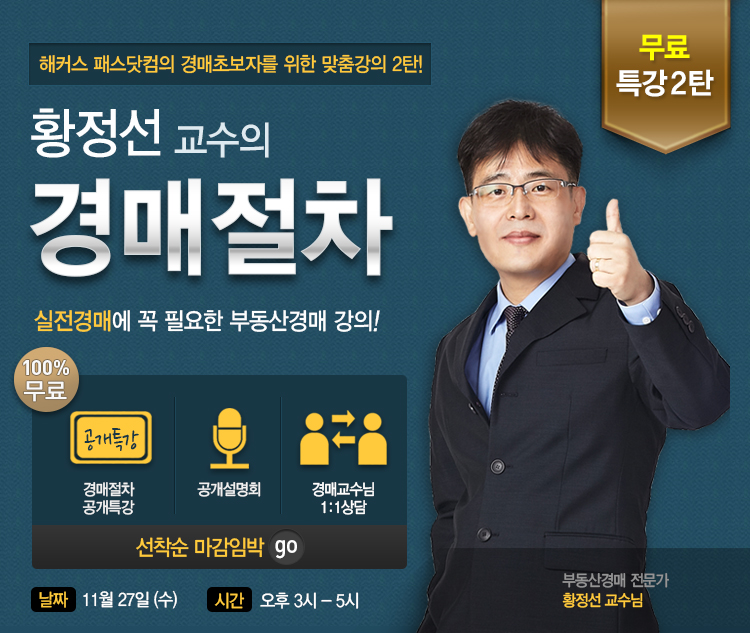 해커스 패스닷컴의 경매초보자를 위한 맞춤강의 2탄!
무료
특강 2탄
황정선 교수의
경매절차
실전경매에 꼭 필요한 부동산경매 강의!
100%
무료
공개특강
경매절차
공개특강
공개설명회
경매교수님
1:1상담
선착순 마감임박 go
날짜 11월 27일 (수) 시간 오후 3시 – 5시
부동산경매 전문가
황정선 교수님